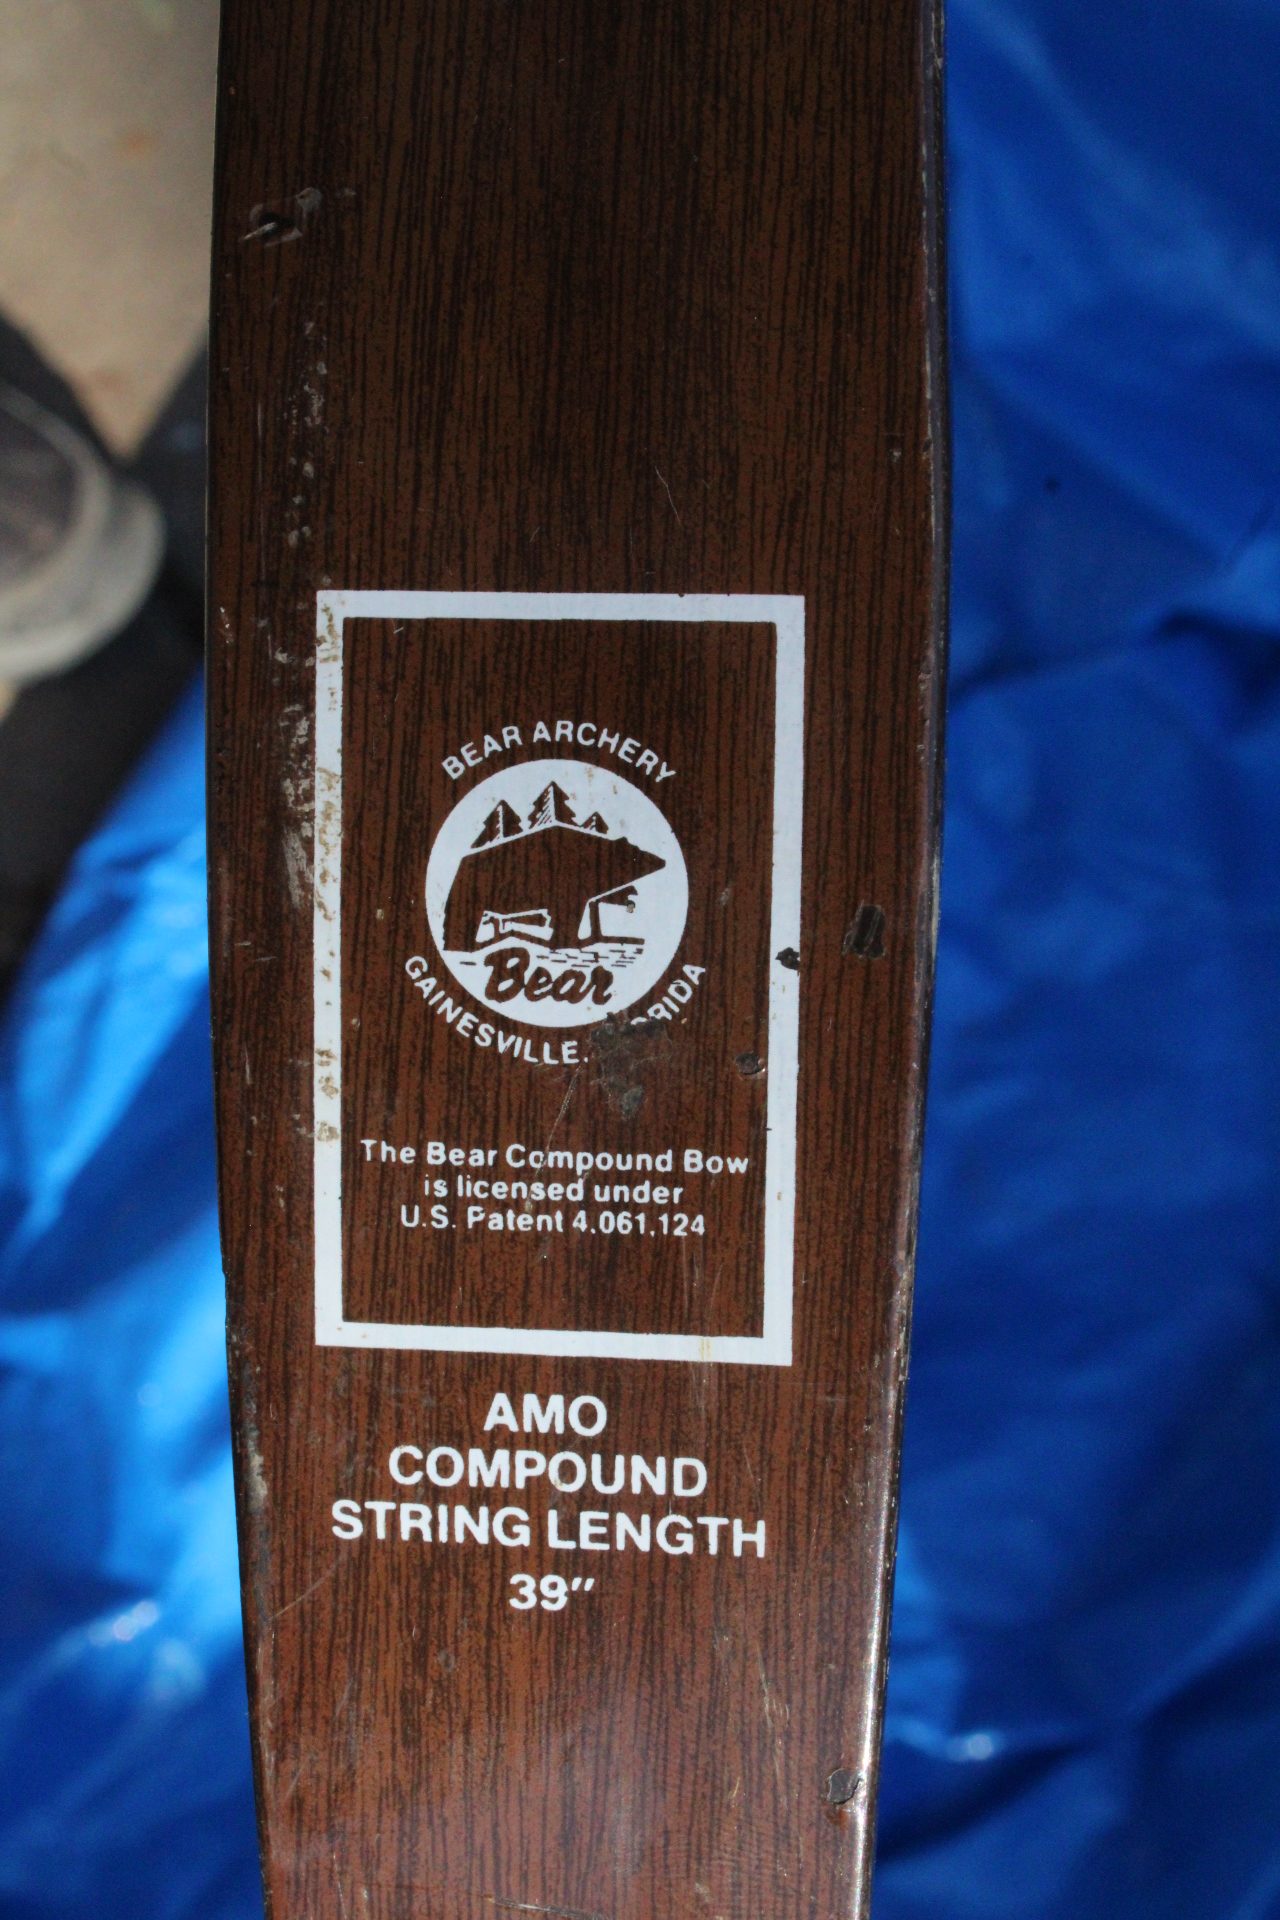 BEAR ARCHERY
Bear
GAINESVILLE.
The Bear Compound Bow
is licensed under
U.S. Patent 4,061,124
AMO
COMPOUND
STRING LENGTH
39"